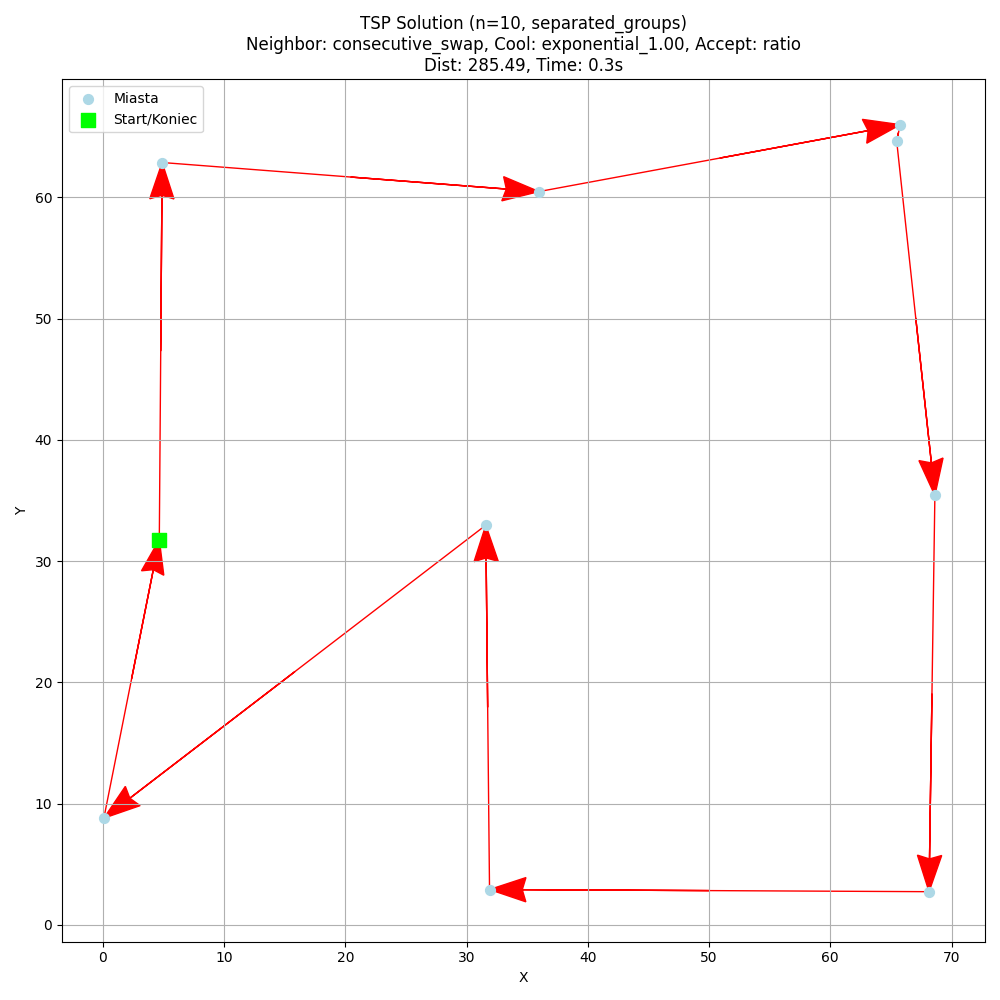 TSP Solution (n=10, separated_groups)
Neighbor: consecutive_swap, Cool: exponential_1.00, Accept: ratio
Dist: 285.49, Time: 0.3s
Miasta
Start/Koniec
60
50
40
30
20
10
0
Y
0 10 20 30 40 50 60 70
X